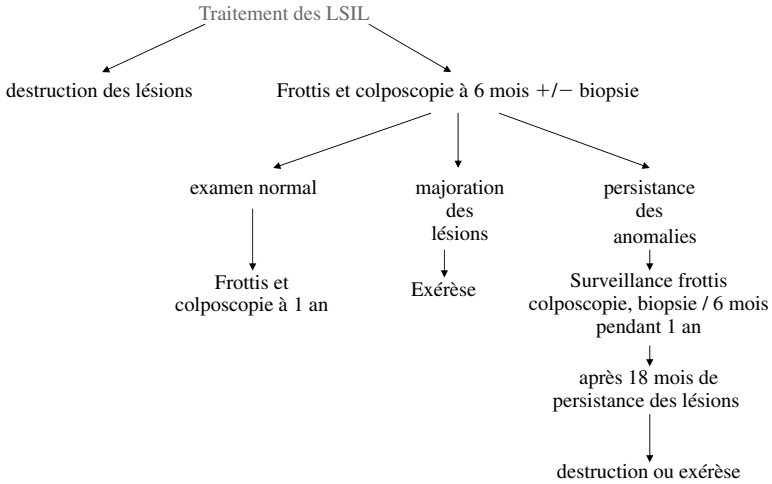 Traitement des LSIL
destruction des lésions
Frottis et colposcopie à 6 mois +/− biopsie
examen normal
Frottis et
colposcopie à 1 an
majoration
des
lésions
Exérèse
persistance
des
anomalies
Surveillance frottis
colposcopie, biopsie / 6 mois
pendant 1 an
après 18 mois de
persistance des lésions
destruction ou exérèse